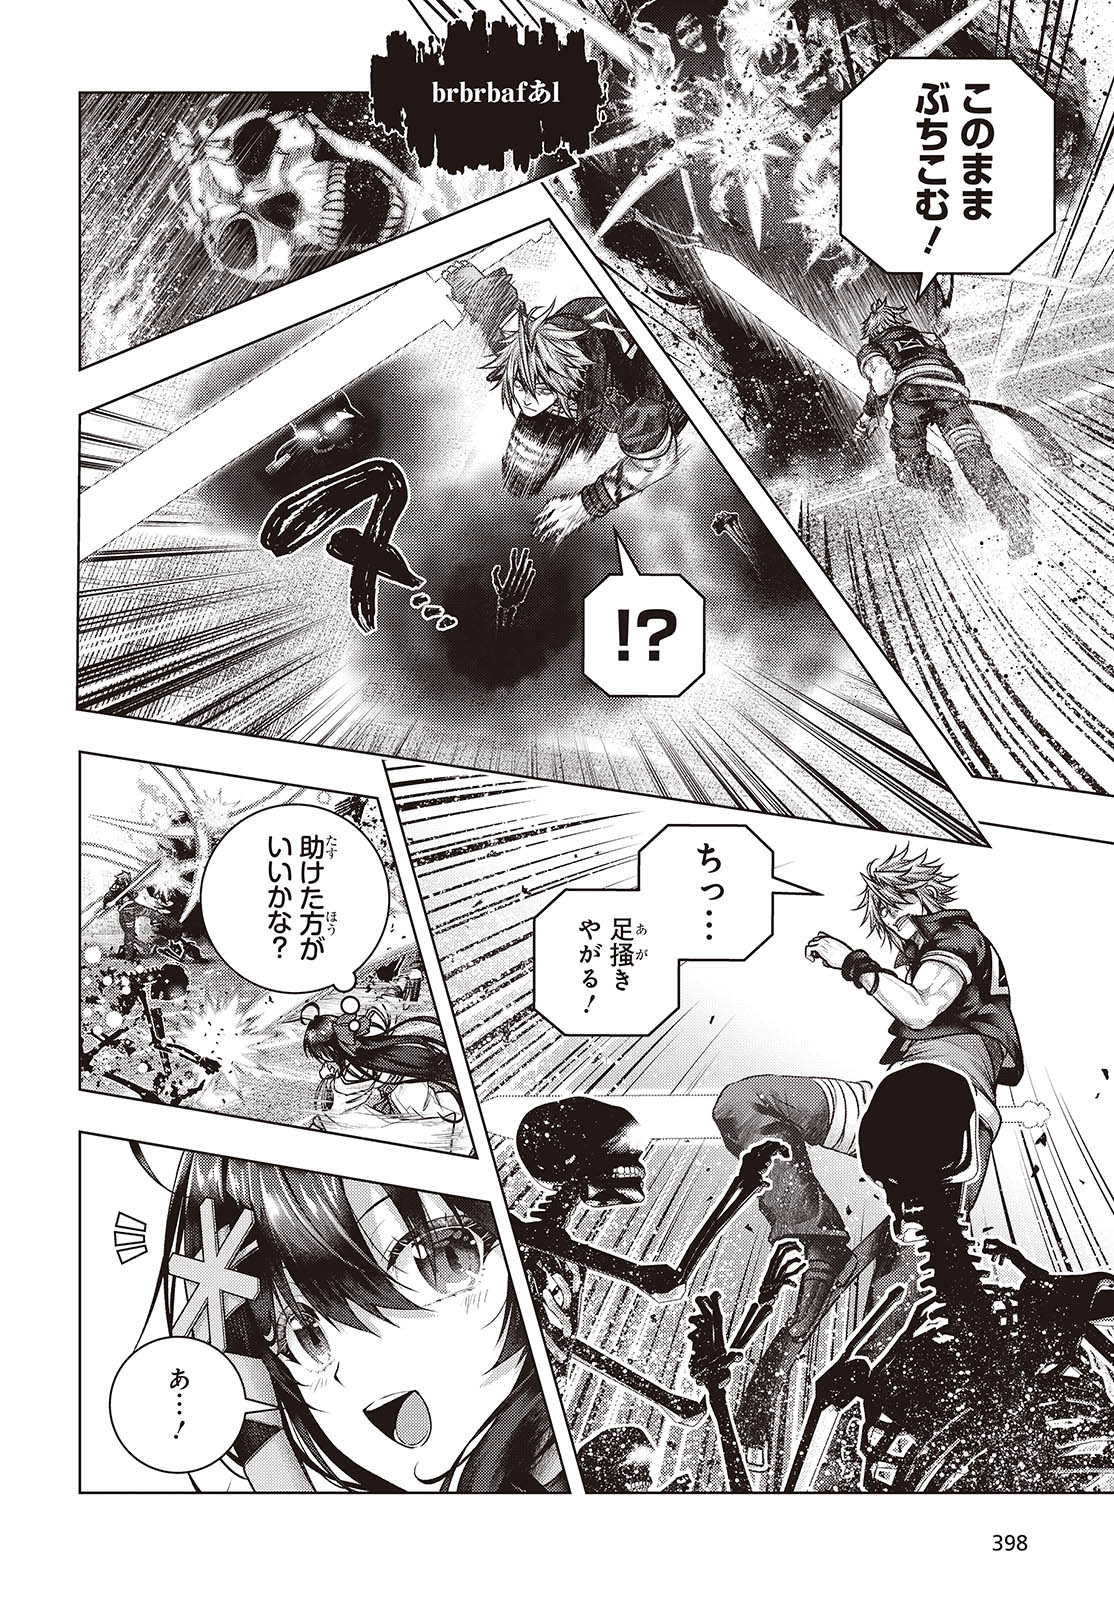 このまま
ぶちこむ！
brbrbafあl
マ…
!?
ちっ…
足掻き
やがる！
助けた方が
いいかな？
あ…！
398